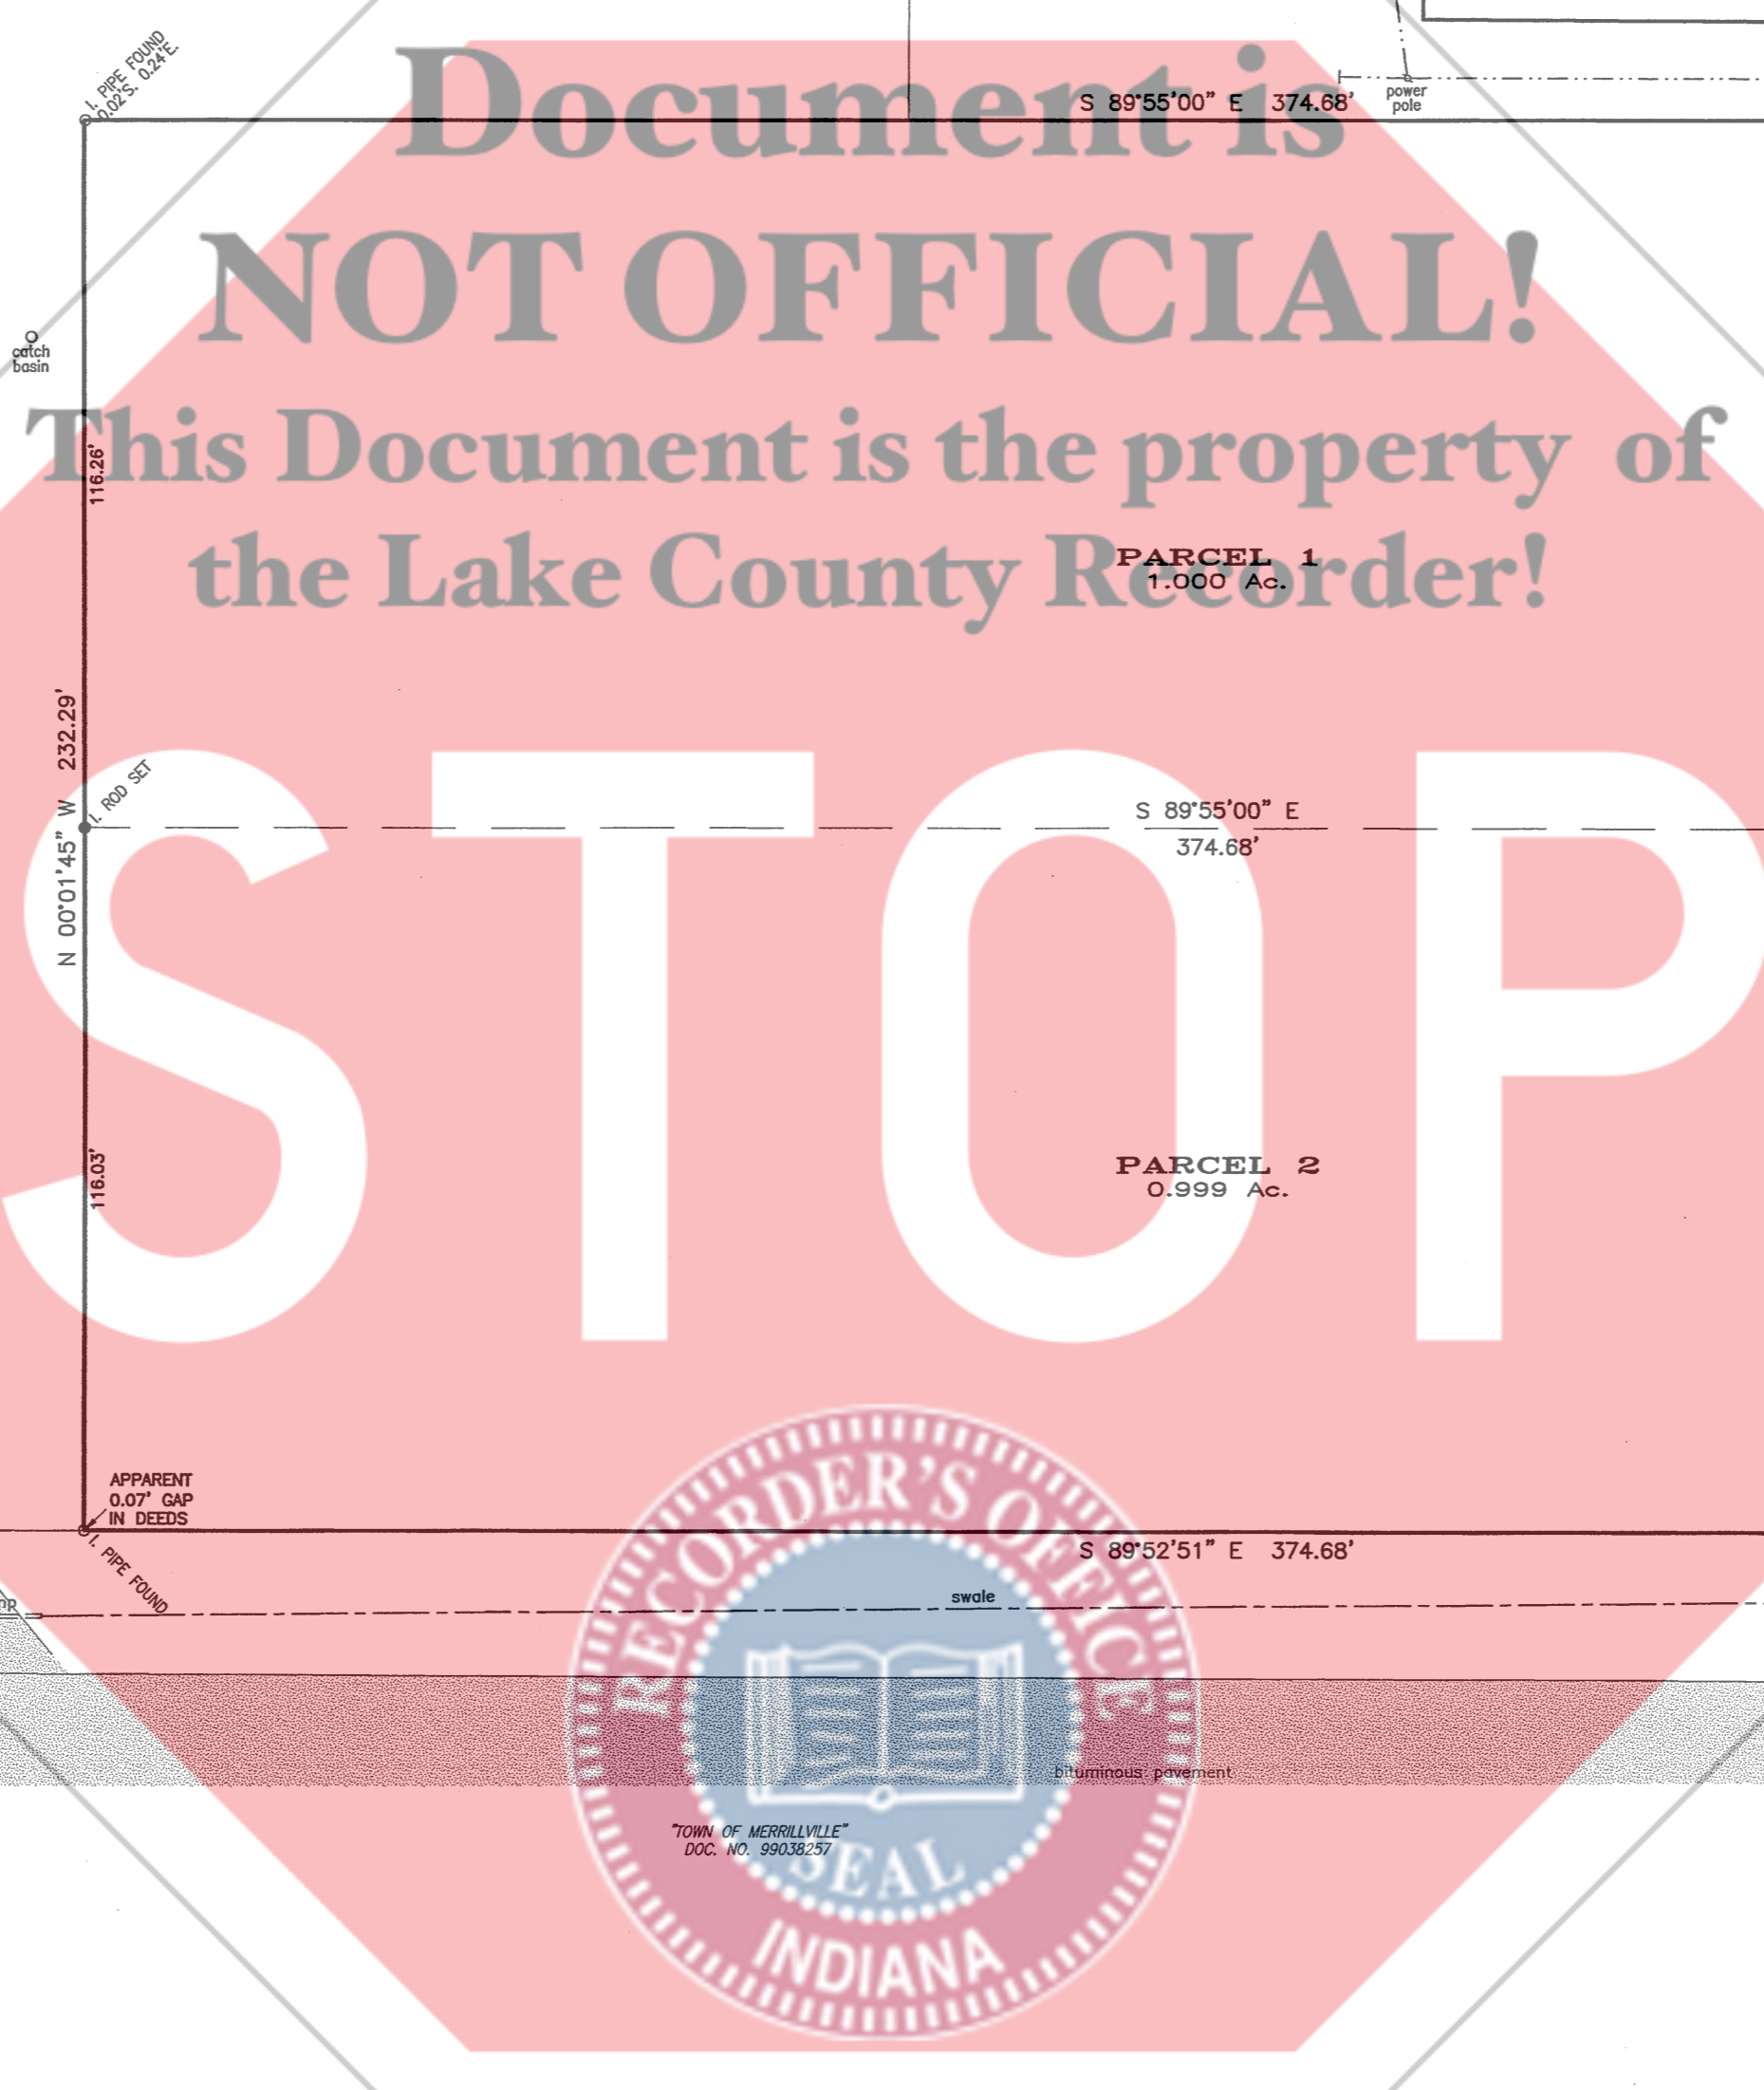 I. PIPE FOUND
0.02'S. 0.24'E.
Document is
S 89°55'00" E 374.68'
power
pole
NOT OFFICIAL!
catch
basin
This Document is the property of
116.26'
the Lake County Recorder!
PARCEL 1
1.000 Ac.
N 00°01'45" W 232.29'
I. ROD SET
STOP
S 89°55'00" E
374.68'
116.03'
PARCEL 2
0.999 Ac.
APPARENT
0.07' GAP
IN DEEDS
I. PIPE FOUND
S 89°52'51" E 374.68'
swale
RECORDER'S OFFICE
bituminous pavement
"TOWN OF MERRILLVILLE"
DOC. NO. 99038257
SEAL
INDIANA